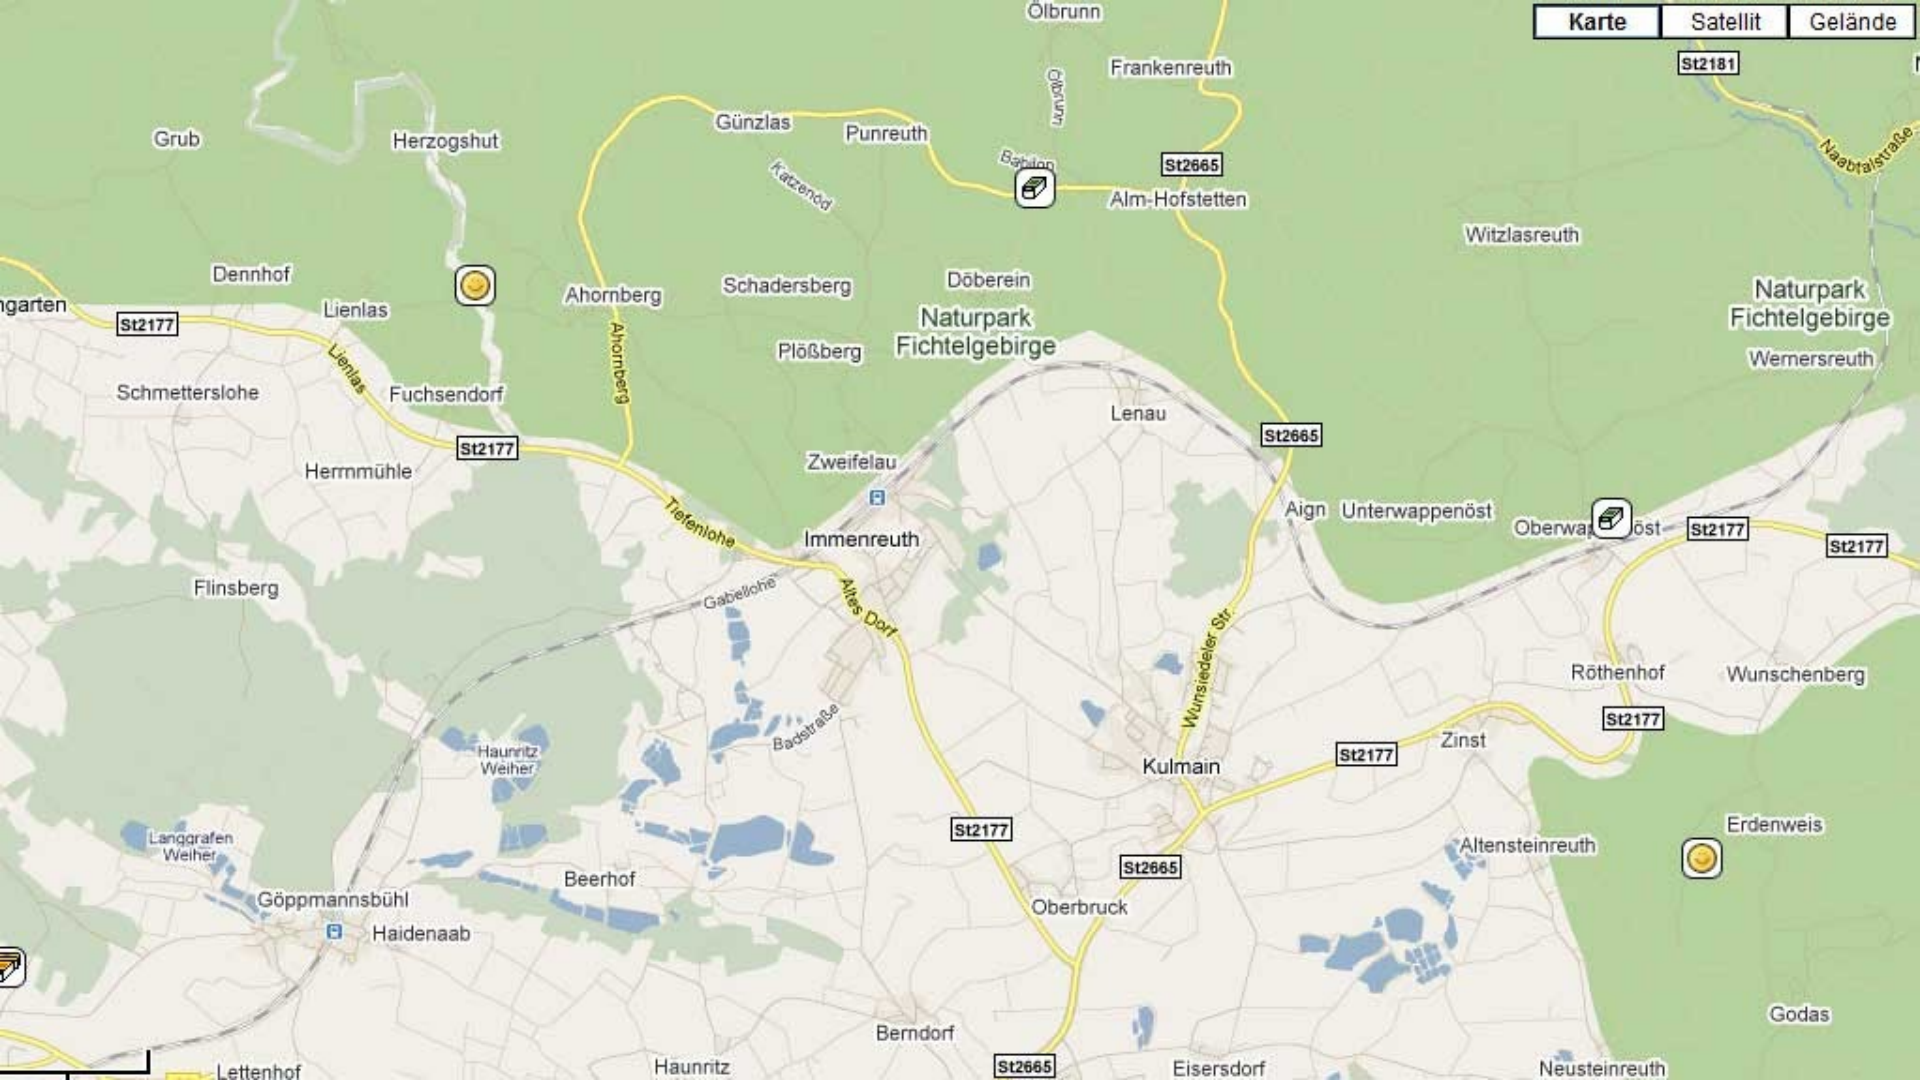 Ölbrunn
Karte
Satellit
Gelände
Frankenreuth
St2181
Ölbrunn
Günzlas
Punreuth
Grub
Herzogshut
Naabtalstraße
Babilon
St2665
Katzenöd
Alm-Hofstetten
Witzlasreuth
Dennhof
Schadersberg
Döberein
Ahornberg
Naturpark
Fichtelgebirge
ngarten
Lienlas
St2177
Naturpark
Fichtelgebirge
Plößberg
Wernersreuth
Lienlas
Ahornberg
Schmetterslohe
Fuchsendorf
Lenau
St2665
St2177
Herrnmühle
Zweifelau
Aign
Unterwappenöst
Tiefenlohe
Immenreuth
St2177
St2177
Flinsberg
Gabellohe
Altes Dorf
Wunsiedeler Str.
Röthenhof
Wunschenberg
St2177
Badstraße
Zinst
Haunritz
Weiher
St2177
Kulmain
Erdenweis
St2177
Langgrafen
Weiher
Altensteinreuth
St2665
Beerhof
Göppmannsbühl
Oberbruck
Haidenaab
Godas
Berndorf
Lettenhof
Haunritz
St2665
Eisersdorf
Neusteinreuth